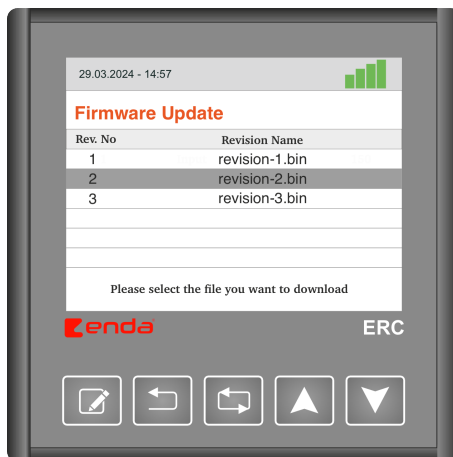 29.03.2024 - 14:57
Firmware Update
Rev. No Revision Name
1 revision-1.bin
2 revision-2.bin
3 revision-3.bin
Please select the file you want to download
enda ERC